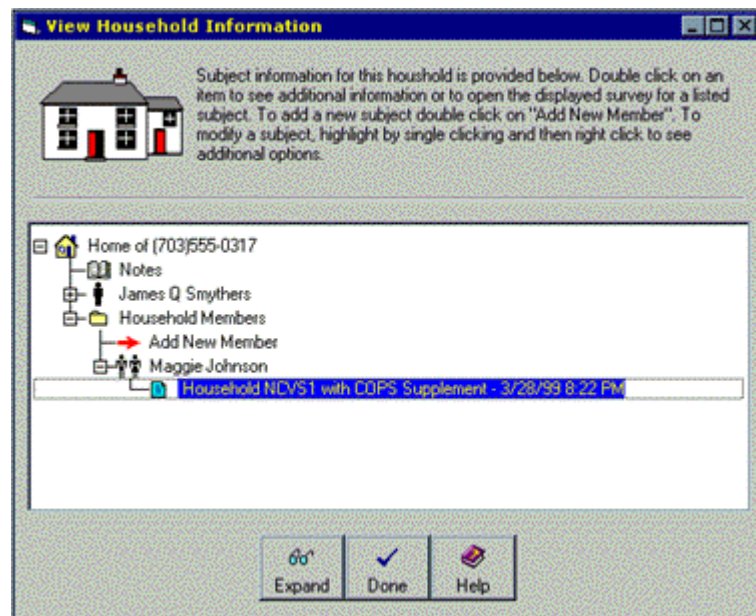 View Household Information
Subject information for this houshold is provided below. Double click on an
item to see additional information or to open the displayed survey for a listed
subject. To add a new subject double click on "Add New Member". To
modify a subject, highlight by single clicking and then right click to see
additional options.
Home of (703)555-0317
Notes
James Q Smythers
Household Members
Add New Member
Maggie Johnson
Household NCVS1 with COPS Supplement - 3/28/99 8:22 PM
Expand
Done
Help